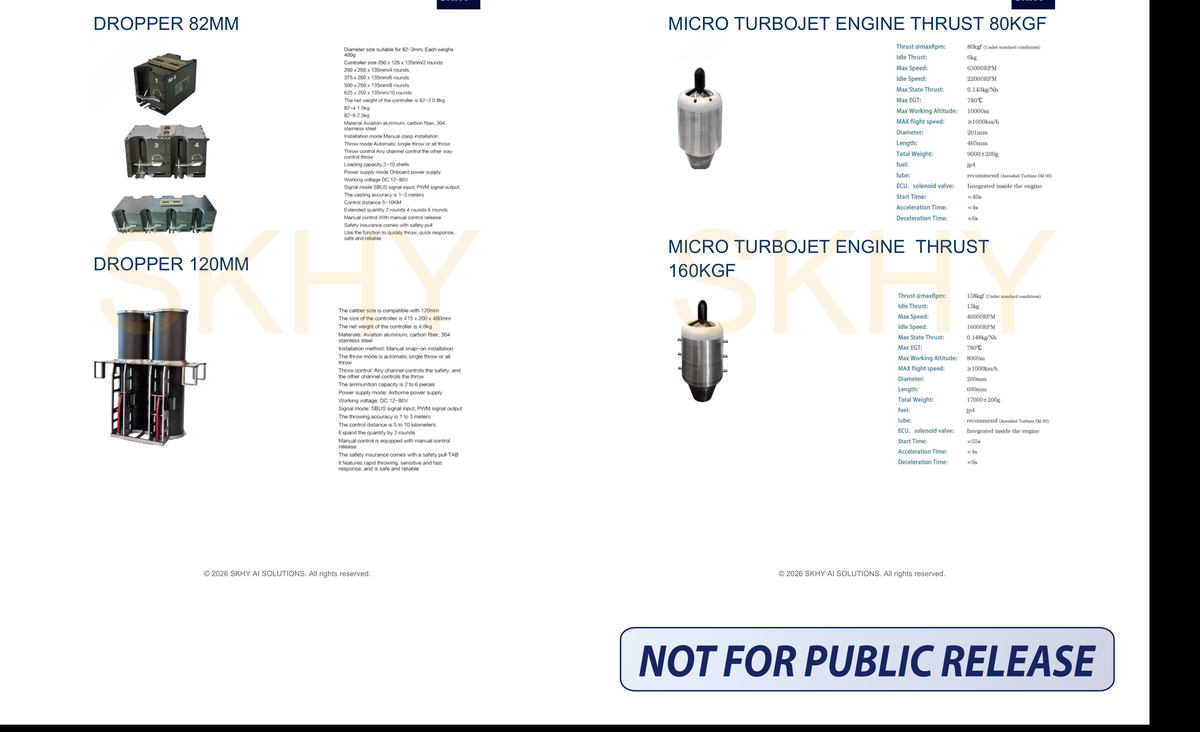 DROPPER 82MM
Diameter size suitable for 82-2mm; Each weighs
400g
Controller size 250 x 125 x 135mm/2 rounds
250 x 250 x 135mm/4 rounds
375 x 250 x 135mm/6 rounds
500 x 250 x 135mm/8 rounds
625 x 250 x 135mm/10 rounds
The net weight of the controller is 82-2 0.8kg
82-4 1.5kg
82-6 2.5kg
Material Aviation aluminum, carbon fiber, 304
stainless steel
Installation mode Manual clasp installation
Throw mode Automatic single throw or all throw
Throw control Any channel control the other way
control throw
Loading capacity 2-10 shells
Power supply mode Onboard power supply
Working voltage DC 12-80V
Signal mode SBUS signal input; PWM signal output;
The casting accuracy is 1-3 meters
Control distance 5-10KM
Extended quantity 2 rounds 4 rounds 6 rounds
Manual control With manual control release
Safety insurance comes with safety pull
Use the function to quickly throw, quick response,
safe and reliable
DROPPER 120MM
The caliber size is compatible with 120mm
The size of the controller is 415 x 200 x 480mm
The net weight of the controller is 4.6kg
Materials: Aviation aluminum, carbon fiber, 304
stainless steel
Installation method: Manual snap-on installation
The throw mode is automatic single throw or all
throw
Throw control: Any channel controls the safety, and
the other channel controls the throw
The ammunition capacity is 2 to 6 pieces
Power supply mode: Airborne power supply
Working voltage: DC 12-80V
Signal mode: SBUS signal input; PWM signal output
The throwing accuracy is 1 to 3 meters
The control distance is 5 to 10 kilometers
Expand the quantity by 2 rounds
Manual control is equipped with manual control
release
The safety insurance comes with a safety pull TAB
It features rapid throwing, sensitive and fast
response, and is safe and reliable
SKHY
© 2026 SKHY AI SOLUTIONS. All rights reserved.
MICRO TURBOJET ENGINE THRUST 80KGF
Thrust @maxRpm: 80kgf (Under standard conditions)
Idle Thrust: 6kg
Max Speed: 63000RPM
Idle Speed: 22000RPM
Max State Thrust: 0.143kg/Nh
Max EGT: 780℃
Max Working Altitude: 10000m
MAX flight speed: ≥1000km/h
Diameter: 201mm
Length: 465mm
Total Weight: 9000±200g
fuel: jp4
lube: recommend (Aeroshell Turbine Oil 90)
ECU、solenoid valve: Integrated inside the engine
Start Time: <40s
Acceleration Time: <4s
Deceleration Time: <6s
MICRO TURBOJET ENGINE THRUST
160KGF
Thrust @maxRpm: 158kgf (Under standard conditions)
Idle Thrust: 13kg
Max Speed: 46000RPM
Idle Speed: 16000RPM
Max State Thrust: 0.148kg/Nh
Max EGT: 780℃
Max Working Altitude: 8000m
MAX flight speed: ≥1000km/h
Diameter: 260mm
Length: 690mm
Total Weight: 17000±200g
fuel: jp4
lube: recommend (Aeroshell Turbine Oil 90)
ECU、solenoid valve: Integrated inside the engine
Start Time: <55s
Acceleration Time: <4s
Deceleration Time: <6s
SKHY
© 2026 SKHY AI SOLUTIONS. All rights reserved.
NOT FOR PUBLIC RELEASE